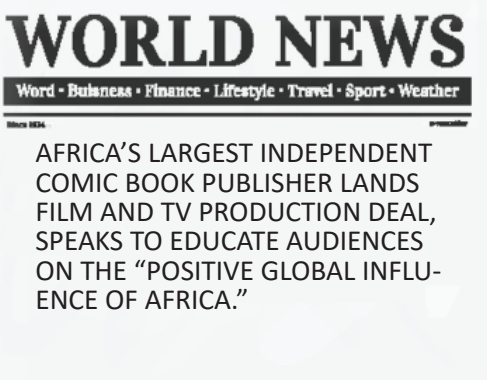 WORLD NEWS
Word - Buisness - Finance - Lifestyle - Travel - Sport - Weather
AFRICA’S LARGEST INDEPENDENT
COMIC BOOK PUBLISHER LANDS
FILM AND TV PRODUCTION DEAL,
SPEAKS TO EDUCATE AUDIENCES
ON THE “POSITIVE GLOBAL INFLU-
ENCE OF AFRICA.”